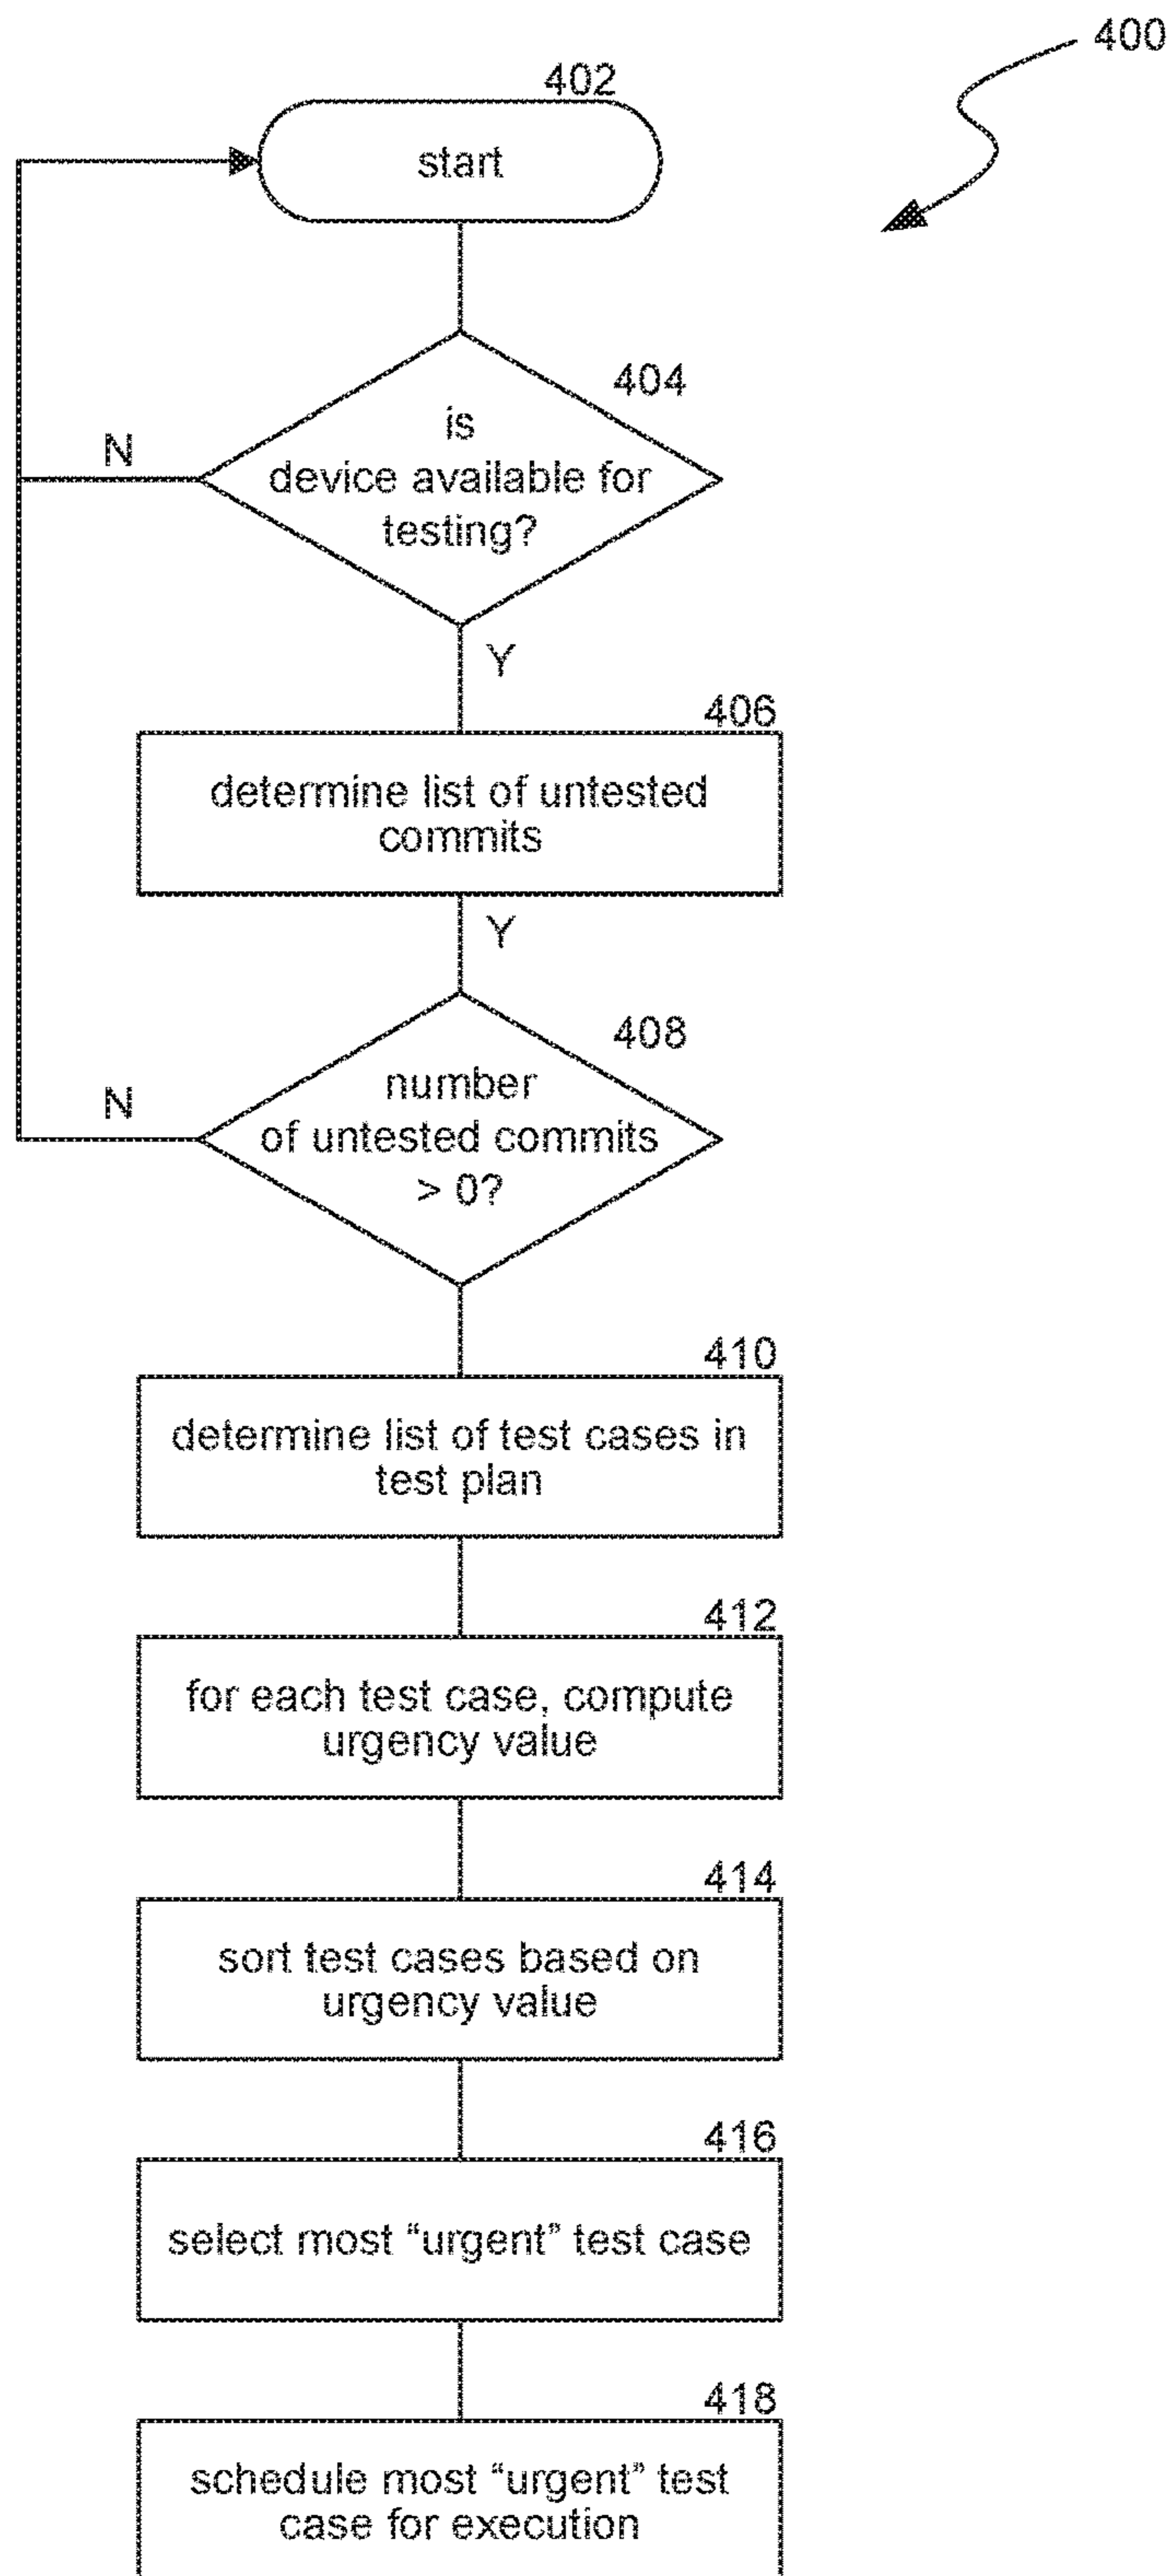 400
402
start
404
is
device available for
testing?
N
Y
406
determine list of untested
commits
Y
408
number
of untested commits
> 0?
N
410
determine list of test cases in
test plan
412
for each test case, compute
urgency value
414
sort test cases based on
urgency value
416
select most “urgent” test case
418
schedule most “urgent” test
case for execution